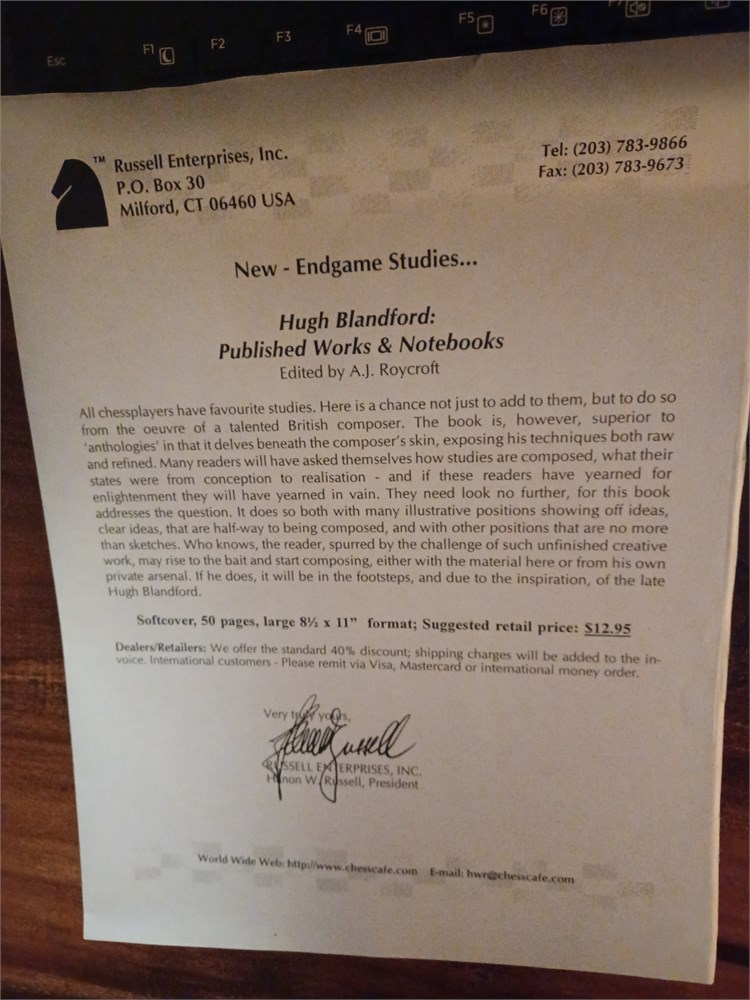 Esc F1 F2 F3 F4 F5 F6 F7
™ Russell Enterprises, Inc.
P.O. Box 30
Milford, CT 06460 USA
Tel: (203) 783-9866
Fax: (203) 783-9673
New - Endgame Studies...
Hugh Blandford:
Published Works & Notebooks
Edited by A.J. Roycroft
All chessplayers have favourite studies. Here is a chance not just to add to them, but to do so
from the oeuvre of a talented British composer. The book is, however, superior to
'anthologies' in that it delves beneath the composer's skin, exposing his techniques both raw
and refined. Many readers will have asked themselves how studies are composed, what their
states were from conception to realisation - and if these readers have yearned for
enlightenment they will have yearned in vain. They need look no further, for this book
addresses the question. It does so both with many illustrative positions showing off ideas,
clear ideas, that are half-way to being composed, and with other positions that are no more
than sketches. Who knows, the reader, spurred by the challenge of such unfinished creative
work, may rise to the bait and start composing, either with the material here or from his own
private arsenal. If he does, it will be in the footsteps, and due to the inspiration, of the late
Hugh Blandford.
Softcover, 50 pages, large 8½ x 11” format; Suggested retail price: $12.95
Dealers/Retailers: We offer the standard 40% discount; shipping charges will be added to the in-
voice. International customers - Please remit via Visa, Mastercard or international money order.
Very truly yours,
RUSSELL ENTERPRISES, INC.
Hanon W. Russell, President
World Wide Web: http://www.chesscafe.com E-mail: hwr@chesscafe.com